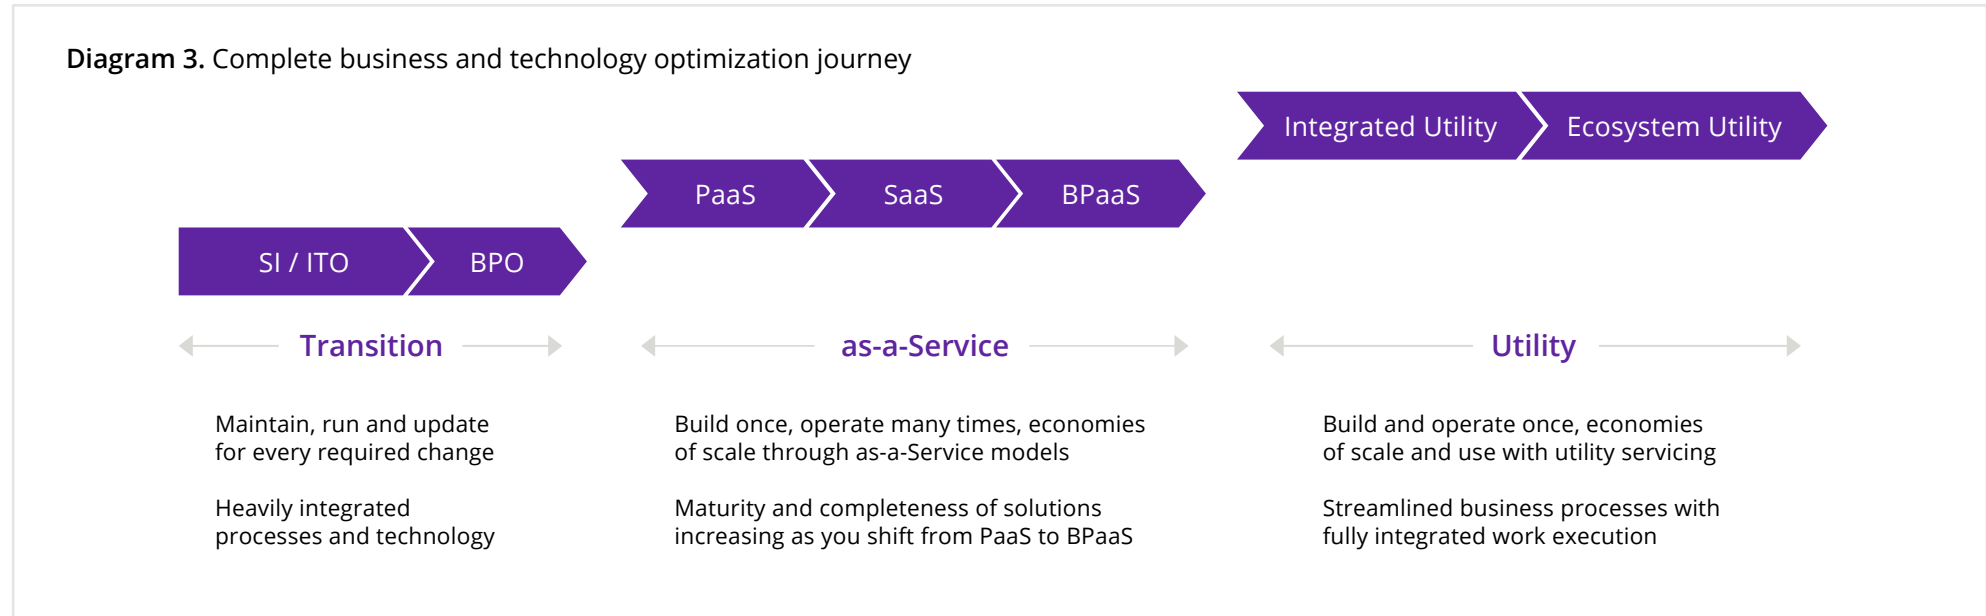 Diagram 3. Complete business and technology optimization journey
Integrated Utility
Ecosystem Utility
PaaS
SaaS
BPaaS
SI / ITO
BPO
Transition
as-a-Service
Utility
Maintain, run and update
for every required change
Heavily integrated
processes and technology
Build once, operate many times, economies
of scale through as-a-Service models
Maturity and completeness of solutions
increasing as you shift from PaaS to BPaaS
Build and operate once, economies
of scale and use with utility servicing
Streamlined business processes with
fully integrated work execution